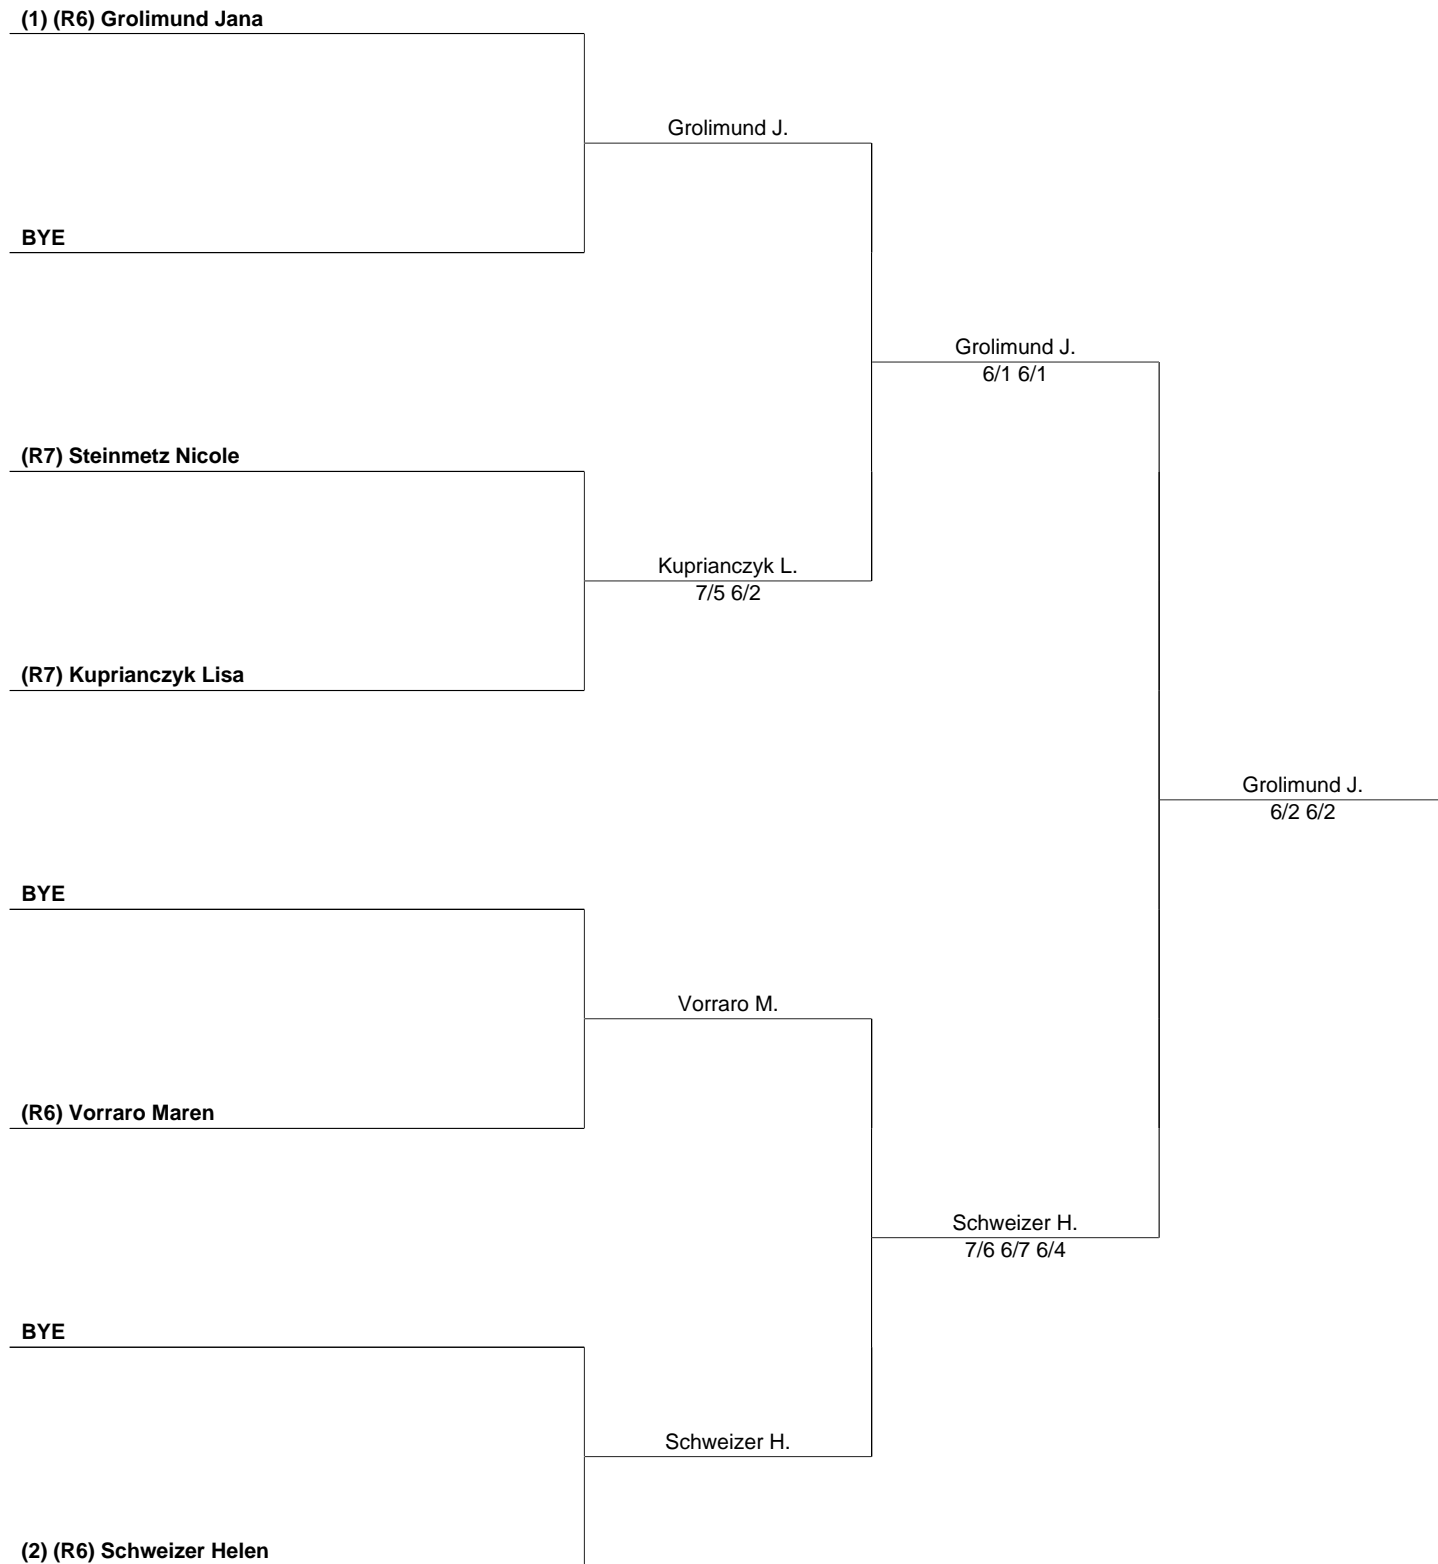 (1) (R6) Grolimund Jana
Grolimund J.
BYE
Grolimund J.
6/1 6/1
(R7) Steinmetz Nicole
Kuprianczyk L.
7/5 6/2
(R7) Kuprianczyk Lisa
Grolimund J.
6/2 6/2
BYE
Vorraro M.
(R6) Vorraro Maren
Schweizer H.
7/6 6/7 6/4
BYE
Schweizer H.
(2) (R6) Schweizer Helen